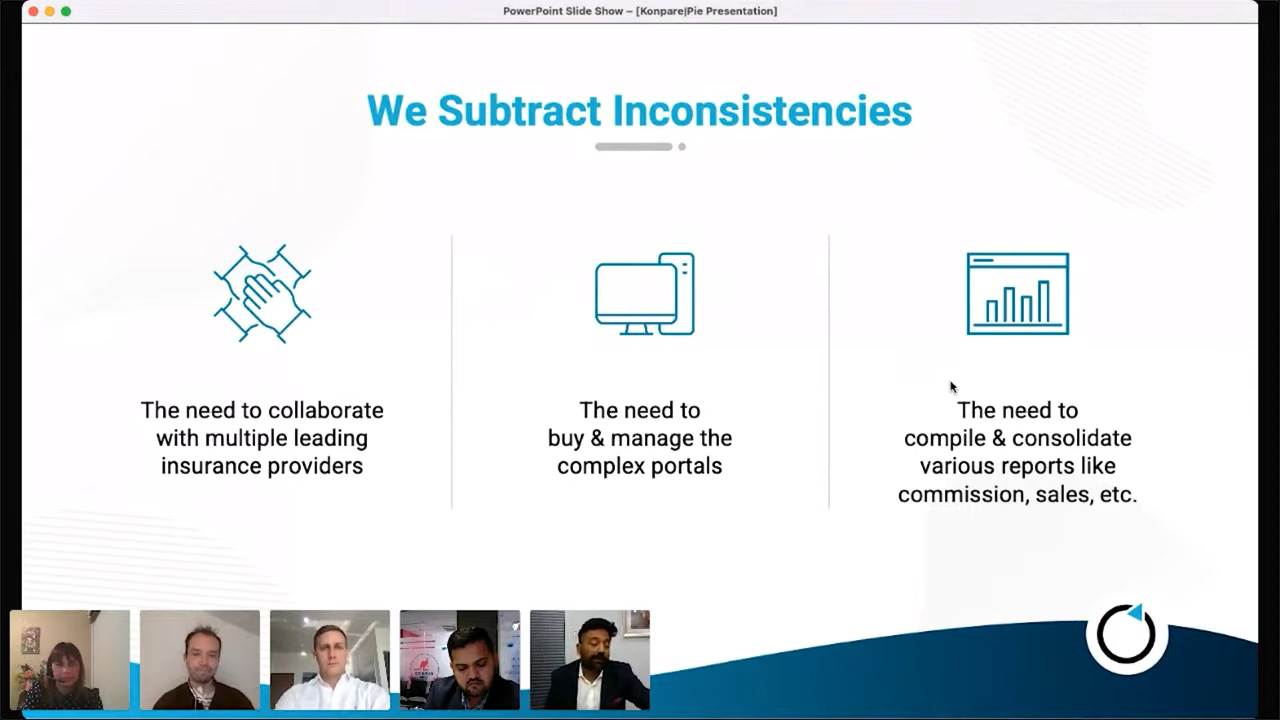 PowerPoint Slide Show – [Konpare|Pie Presentation]
We Subtract Inconsistencies
The need to collaborate
with multiple leading
insurance providers
The need to
buy & manage the
complex portals
The need to
compile & consolidate
various reports like
commission, sales, etc.